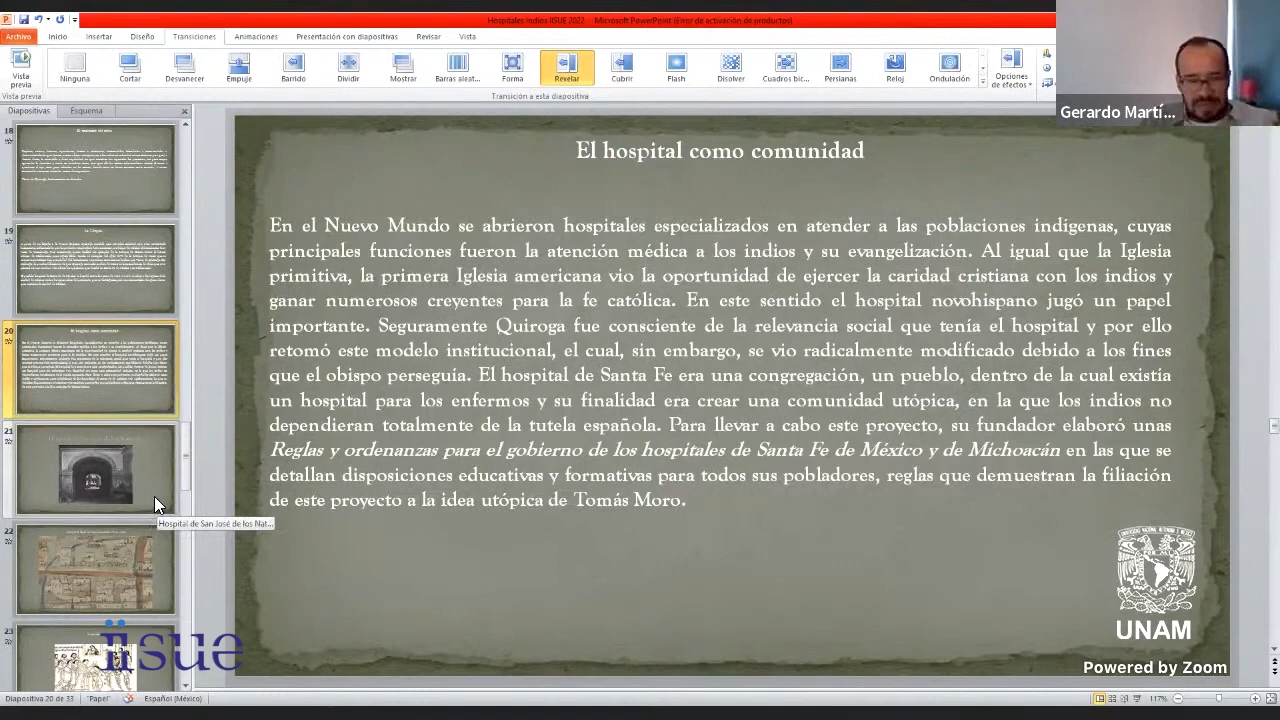 Hospitales Indios IISUE 2022 - Microsoft PowerPoint (Error de activación de productos)
Archivo Inicio Insertar Diseño Transiciones Animaciones Presentación con diapositivas Revisar Vista
Vista previa
Ninguna Cortar Desvanecer Empuje Barrido Dividir Mostrar Barras aleat... Forma Revelar Cubrir Flash Disolver Cuadros bic... Persianas Reloj Ondulación
Opciones de efectos
Vista previa Transición a esta diapositiva
Gerardo Martí...
Diapositivas Esquema
18
19
20
21
Hospital de San José de los Nat...
22
23
El hospital como comunidad
En el Nuevo Mundo se abrieron hospitales especializados en atender a las poblaciones indígenas, cuyas
principales funciones fueron la atención médica a los indios y su evangelización. Al igual que la Iglesia
primitiva, la primera Iglesia americana vio la oportunidad de ejercer la caridad cristiana con los indios y
ganar numerosos creyentes para la fe católica. En este sentido el hospital novohispano jugó un papel
importante. Seguramente Quiroga fue consciente de la relevancia social que tenía el hospital y por ello
retomó este modelo institucional, el cual, sin embargo, se vio radicalmente modificado debido a los fines
que el obispo perseguía. El hospital de Santa Fe era una congregación, un pueblo, dentro de la cual existía
un hospital para los enfermos y su finalidad era crear una comunidad utópica, en la que los indios no
dependieran totalmente de la tutela española. Para llevar a cabo este proyecto, su fundador elaboró unas
Reglas y ordenanzas para el gobierno de los hospitales de Santa Fe de México y de Michoacán en las que se
detallan disposiciones educativas y formativas para todos sus pobladores, reglas que demuestran la filiación
de este proyecto a la idea utópica de Tomás Moro.
UNAM
Powered by Zoom
iisue
Diapositiva 20 de 33 "Papel" Español (México) 117%